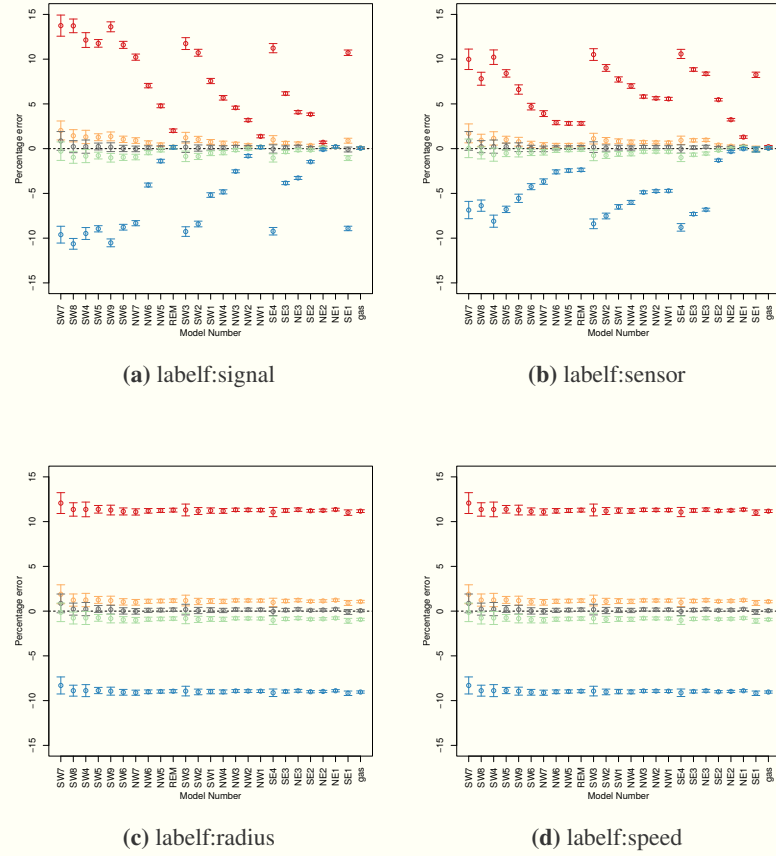 Percentage error
15
10
5
0
−5
−10
−15
SW7
SW8
SW4
SW5
SW9
SW6
NW7
NW6
NW5
REM
SW3
SW2
SW1
NW4
NW3
NW2
NW1
SE4
SE3
NE3
SE2
NE2
NE1
SE1
gas
Model Number
(a) labelf:signal
Percentage error
15
10
5
0
−5
−10
−15
SW7
SW8
SW4
SW5
SW9
SW6
NW7
NW6
NW5
REM
SW3
SW2
SW1
NW4
NW3
NW2
NW1
SE4
SE3
NE3
SE2
NE2
NE1
SE1
gas
Model Number
(b) labelf:sensor
Percentage error
15
10
5
0
−5
−10
−15
SW7
SW8
SW4
SW5
SW9
SW6
NW7
NW6
NW5
REM
SW3
SW2
SW1
NW4
NW3
NW2
NW1
SE4
SE3
NE3
SE2
NE2
NE1
SE1
gas
Model Number
(c) labelf:radius
Percentage error
15
10
5
0
−5
−10
−15
SW7
SW8
SW4
SW5
SW9
SW6
NW7
NW6
NW5
REM
SW3
SW2
SW1
NW4
NW3
NW2
NW1
SE4
SE3
NE3
SE2
NE2
NE1
SE1
gas
Model Number
(d) labelf:speed